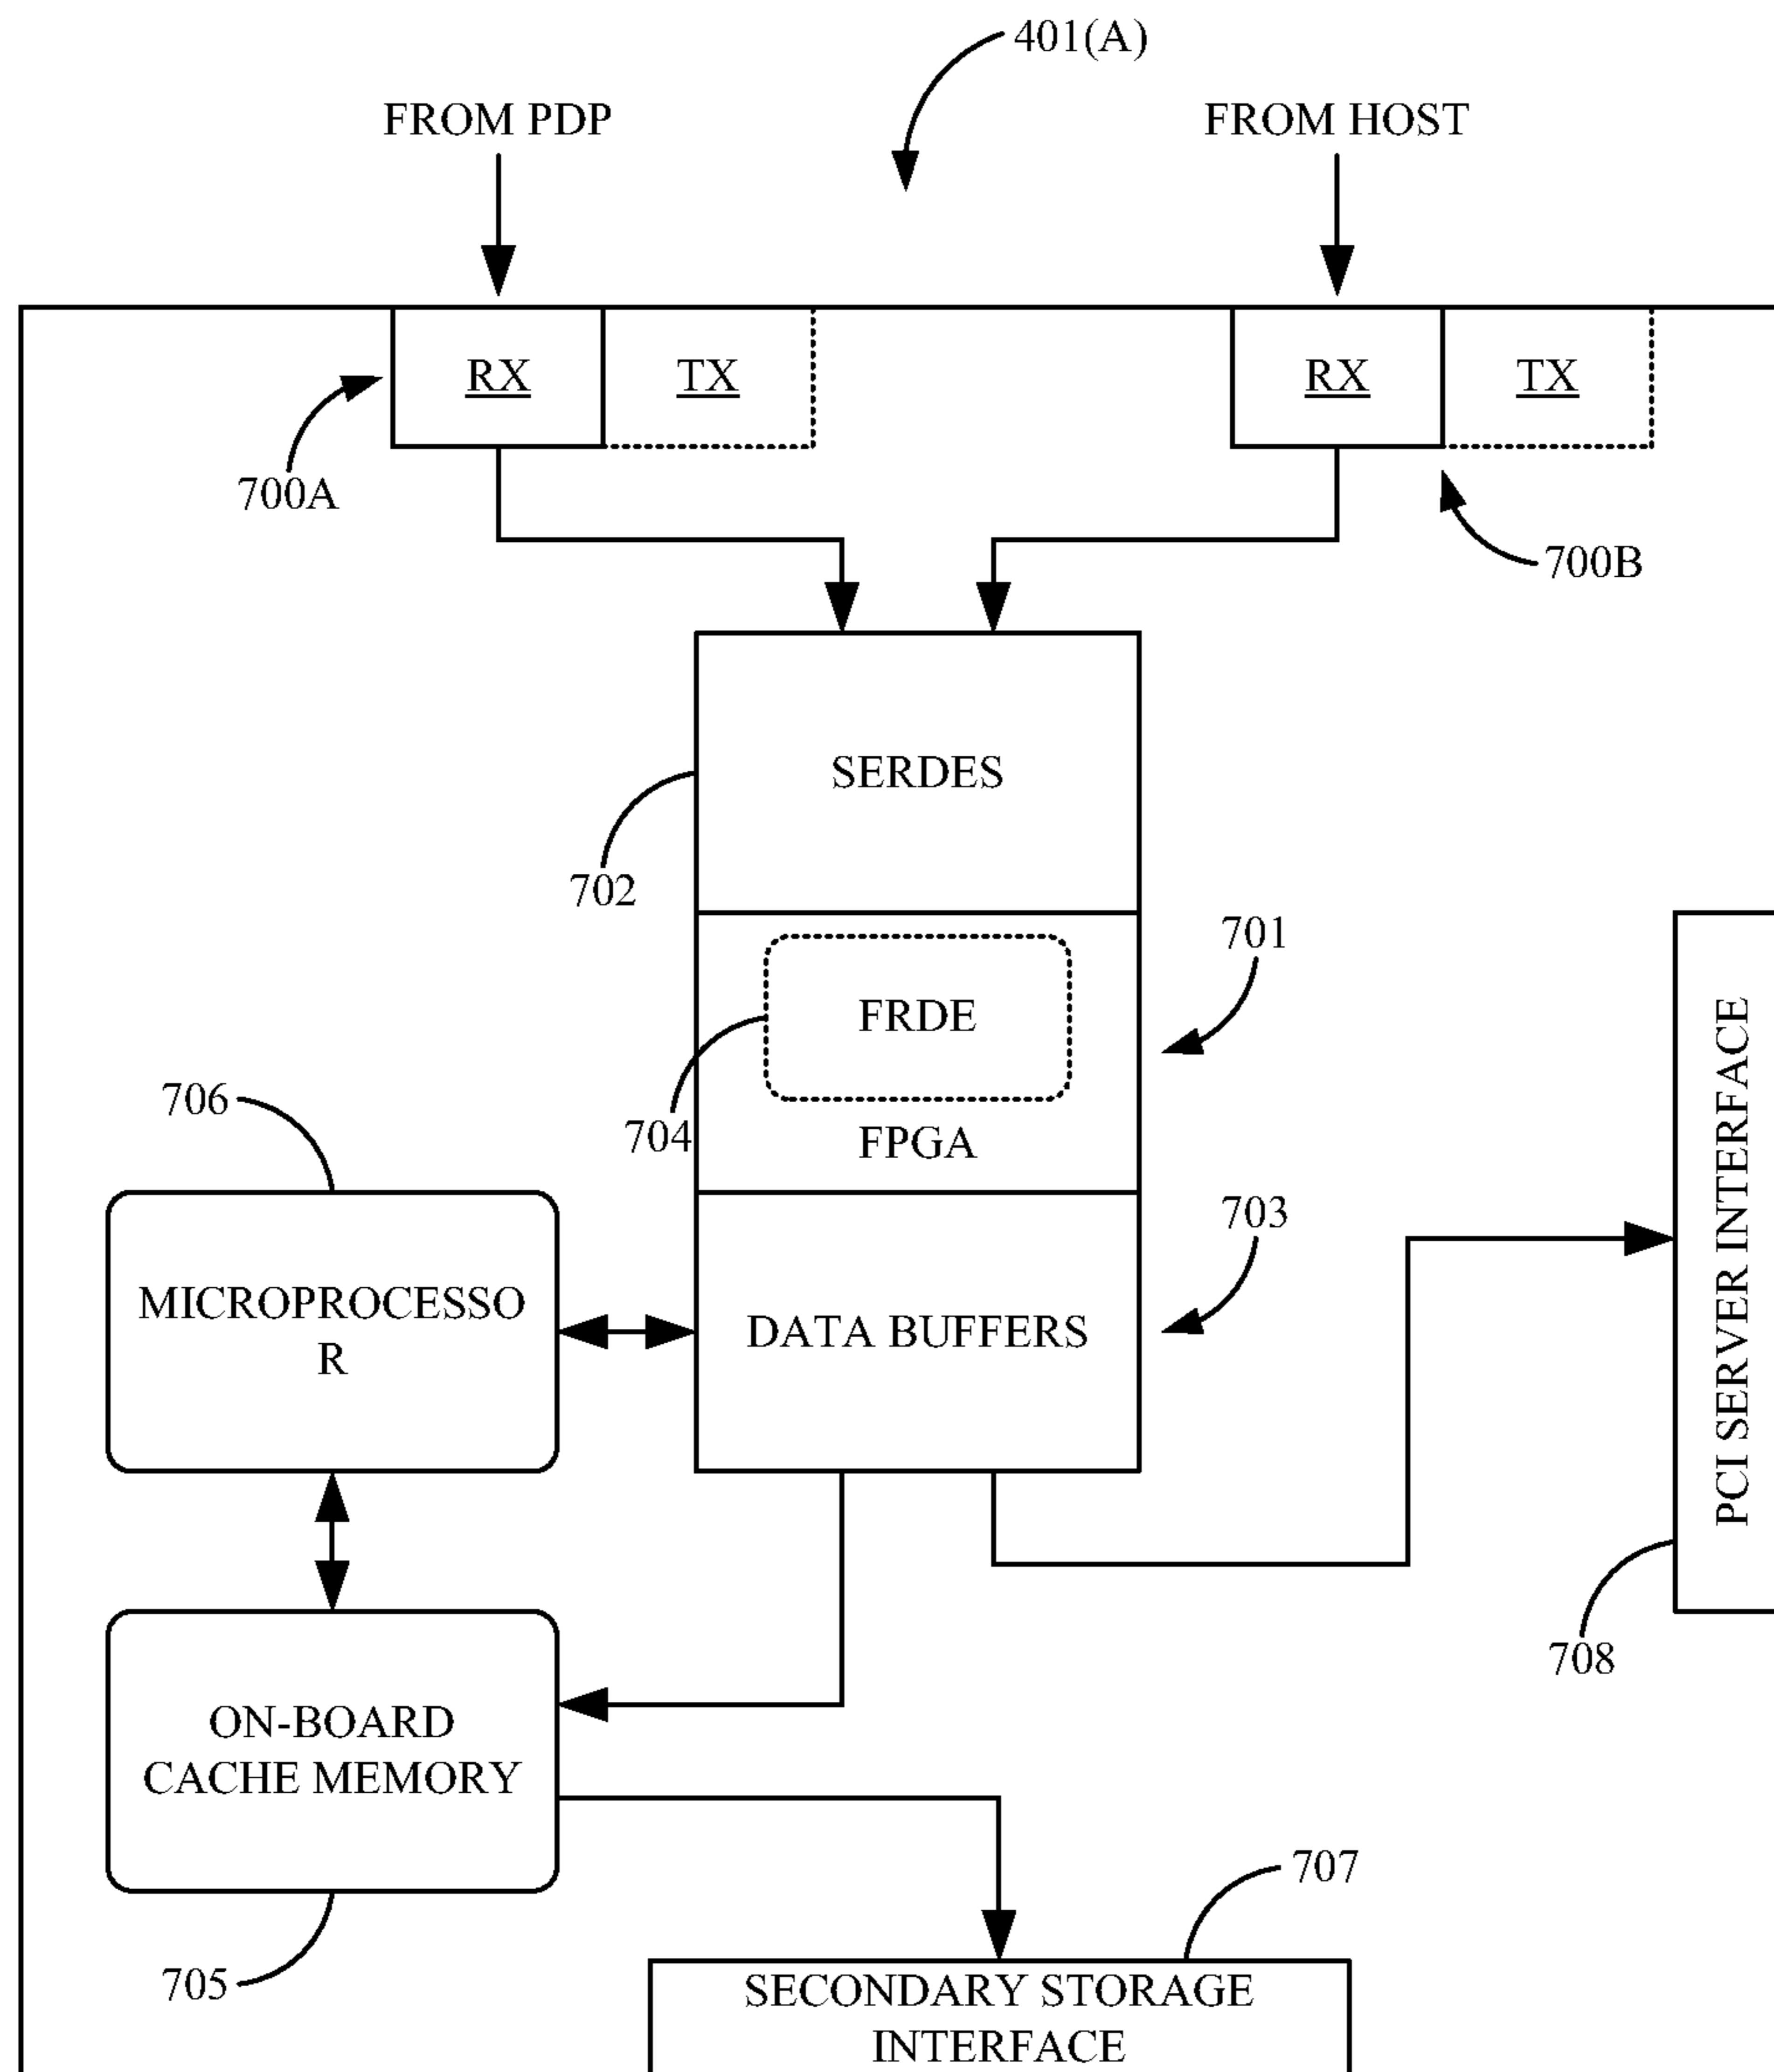 401(A)
FROM PDP
FROM HOST
RX
TX
RX
TX
700A
700B
SERDES
702
701
FRDE
704
FPGA
706
703
PCI SERVER INTERFACE
MICROPROCESSO
R
DATA BUFFERS
708
ON-BOARD
CACHE MEMORY
707
705
SECONDARY STORAGE
INTERFACE